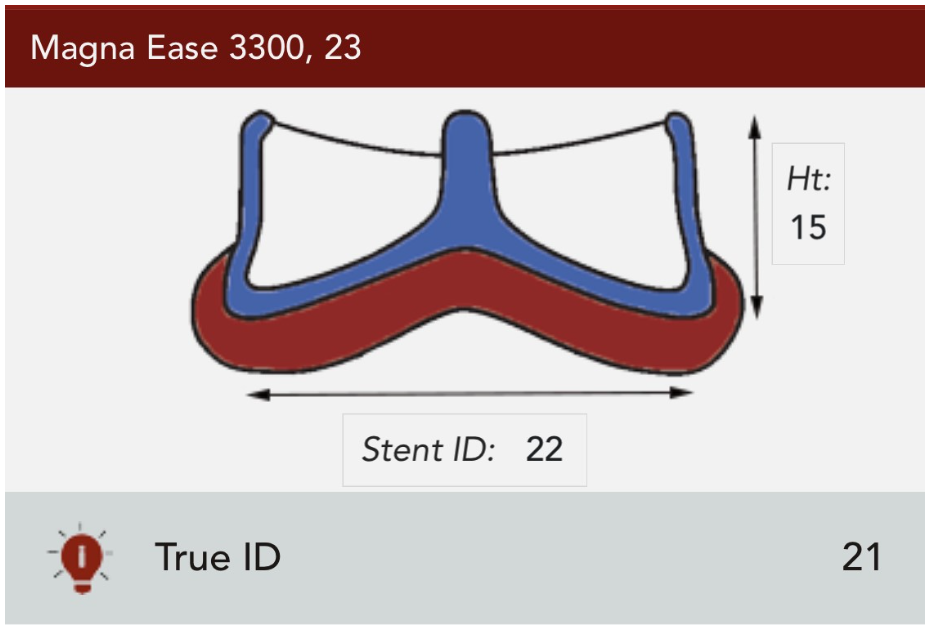 Magna Ease 3300, 23
Ht:
15
Stent ID: 22
i
True ID 21